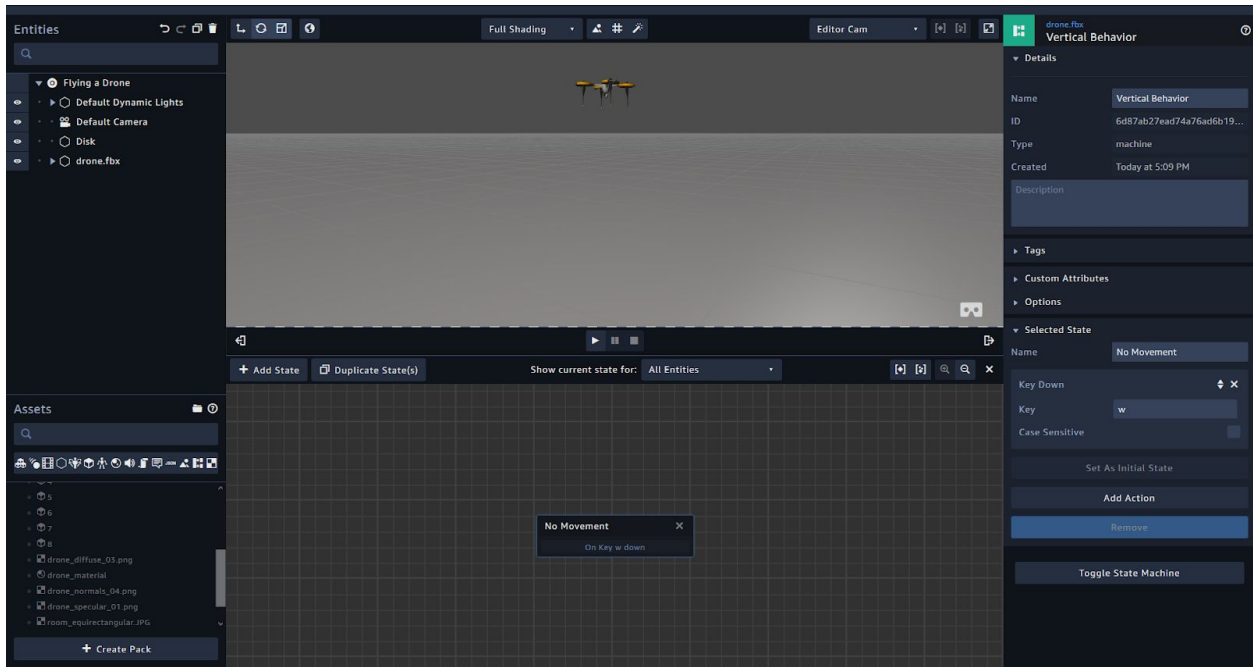 Entities
Full Shading
Editor Cam
drone.fbx
Vertical Behavior
Details
Flying a Drone
Default Dynamic Lights
Default Camera
Disk
drone.fbx
Name Vertical Behavior
ID 6d87ab27ead74a76ad6b19...
Type machine
Created Today at 5:09 PM
Description
Tags
Custom Attributes
Options
Selected State
Name No Movement
Key Down
Key w
Case Sensitive
Set As Initial State
Add Action
Remove
Toggle State Machine
+ Add State
Duplicate State(s)
Show current state for: All Entities
No Movement
On Key w down
Assets
5
6
7
8
drone_diffuse_03.png
drone_material
drone_normals_04.png
drone_specular_01.png
room_equirectangular.JPG
+ Create Pack